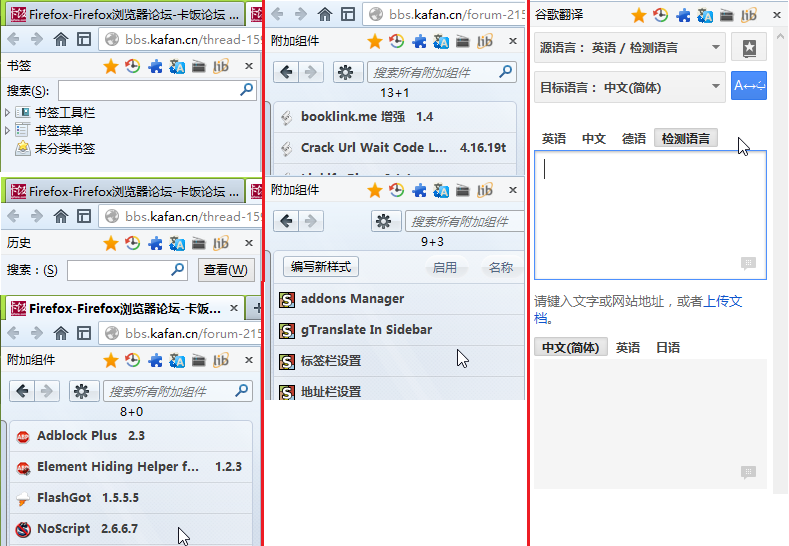 Firefox-Firefox浏览器论坛-卡饭论坛 ...
bbs.kafan.cn/thread-159
书签
搜索(S):
书签工具栏
书签菜单
未分类书签
Firefox-Firefox浏览器论坛-卡饭论坛 ...
bbs.kafan.cn/thread-159
历史
搜索：(S)
查看(W)
Firefox-Firefox浏览器论坛-卡饭...
bbs.kafan.cn/forum-215
附加组件
搜索所有附加组件
8+0
Adblock Plus 2.3
Element Hiding Helper f... 1.2.3
FlashGot 1.5.5.5
NoScript 2.6.6.7
bbs.kafan.cn/forum-215
附加组件
搜索所有附加组件
13+1
booklink.me 增强 1.4
Crack Url Wait Code L... 4.16.19t
附加组件
搜索所有附加组件
9+3
编写新样式 启用 名称
addons Manager
gTranslate In Sidebar
标签栏设置
地址栏设置
谷歌翻译
源语言： 英语 / 检测语言
目标语言： 中文(简体)
英语 中文 德语 检测语言
请键入文字或网站地址，或者上传文
档。
中文(简体) 英语 日语